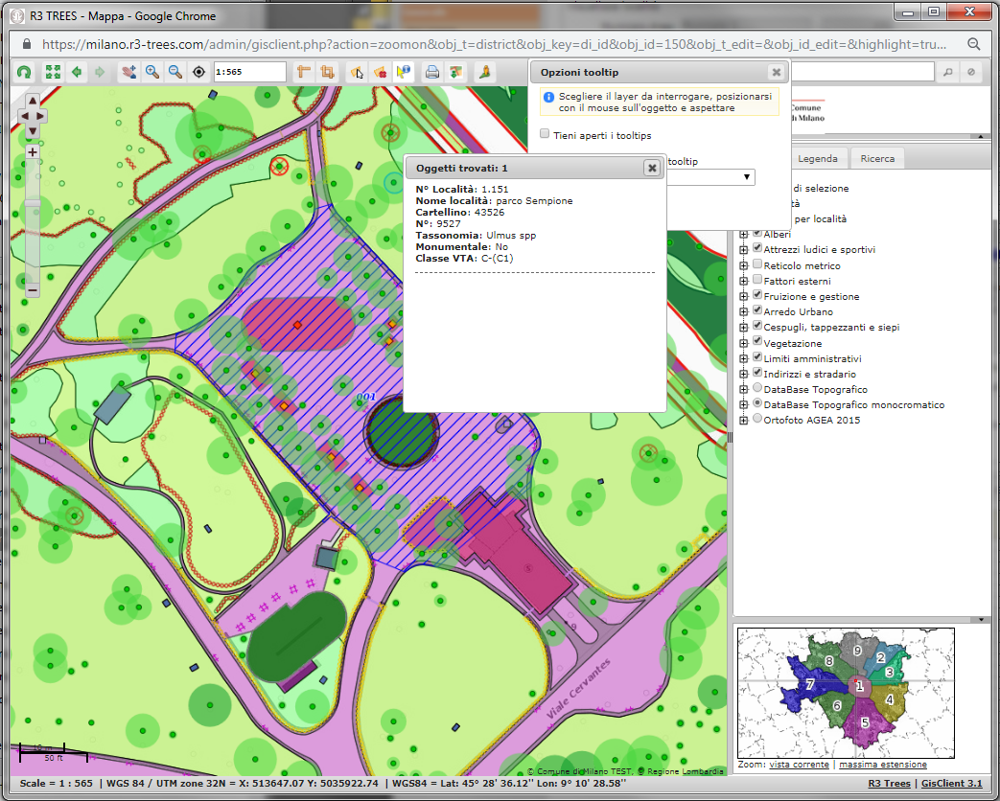 R3 TREES - Mappa - Google Chrome
https://milano.r3-trees.com/admin/gisclient.php?action=zoomon&obj_t=district&obj_key=di_id&obj_id=150&obj_t_edit=&obj_id_edit=&highlight=tru...
1:565
Opzioni tooltip
Scegliere il layer da interrogare, posizionarsi
con il mouse sull'oggetto e aspettare
Tieni aperti i tooltips
tooltip
Oggetti trovati: 1
N° Località: 1.151
Nome località: parco Sempione
Cartellino: 43526
N°: 9527
Tassonomia: Ulmus spp
Monumentale: No
Classe VTA: C-(C1)
Comune
di Milano
Legenda
Ricerca
di selezione
tà
per località
Alberi
Attrezzi ludici e sportivi
Reticolo metrico
Fattori esterni
Fruizione e gestione
Arredo Urbano
Cespugli, tappezzanti e siepi
Vegetazione
Limiti amministrativi
Indirizzi e stradario
DataBase Topografico
DataBase Topografico monocromatico
Ortofoto AGEA 2015
001
9
Viale Cervantes
10 m
50 ft
© Comune di Milano TEST, © Regione Lombardia
9
8
2
3
7
1
4
6
5
Zoom: vista corrente | massima estensione
Scale = 1 : 565 | WGS 84 / UTM zone 32N = X: 513647.07 Y: 5035922.74 | WGS84 = Lat: 45° 28' 36.12'' Lon: 9° 10' 28.58''
R3 Trees | GisClient 3.1